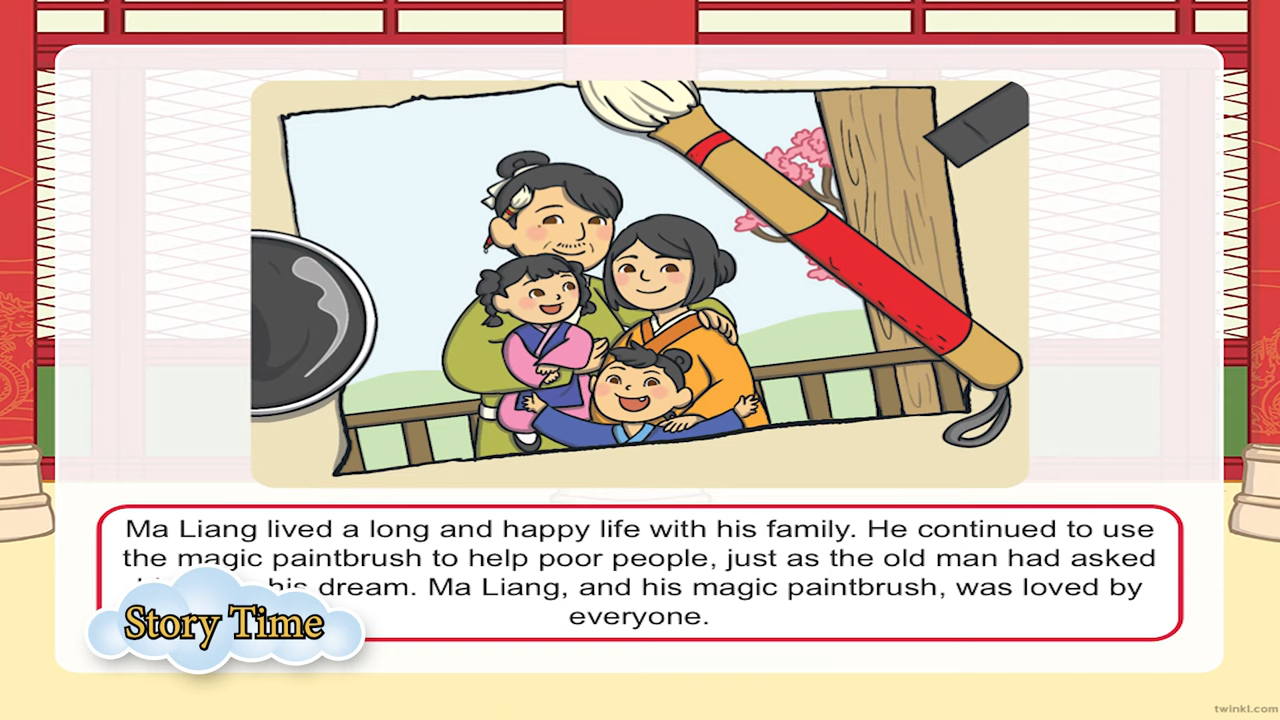 Ma Liang lived a long and happy life with his family. He continued to use
the magic paintbrush to help poor people, just as the old man had asked
his dream. Ma Liang, and his magic paintbrush, was loved by
everyone.
Story Time
twinkl.com